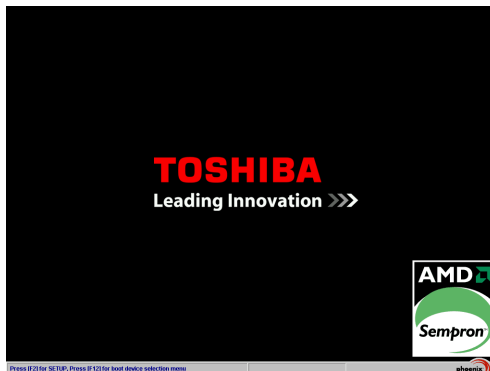 TOSHIBA
Leading Innovation >>>
AMD
Sempron
Press [F2] for SETUP, Press [F12] for boot device selection menu
phoenix